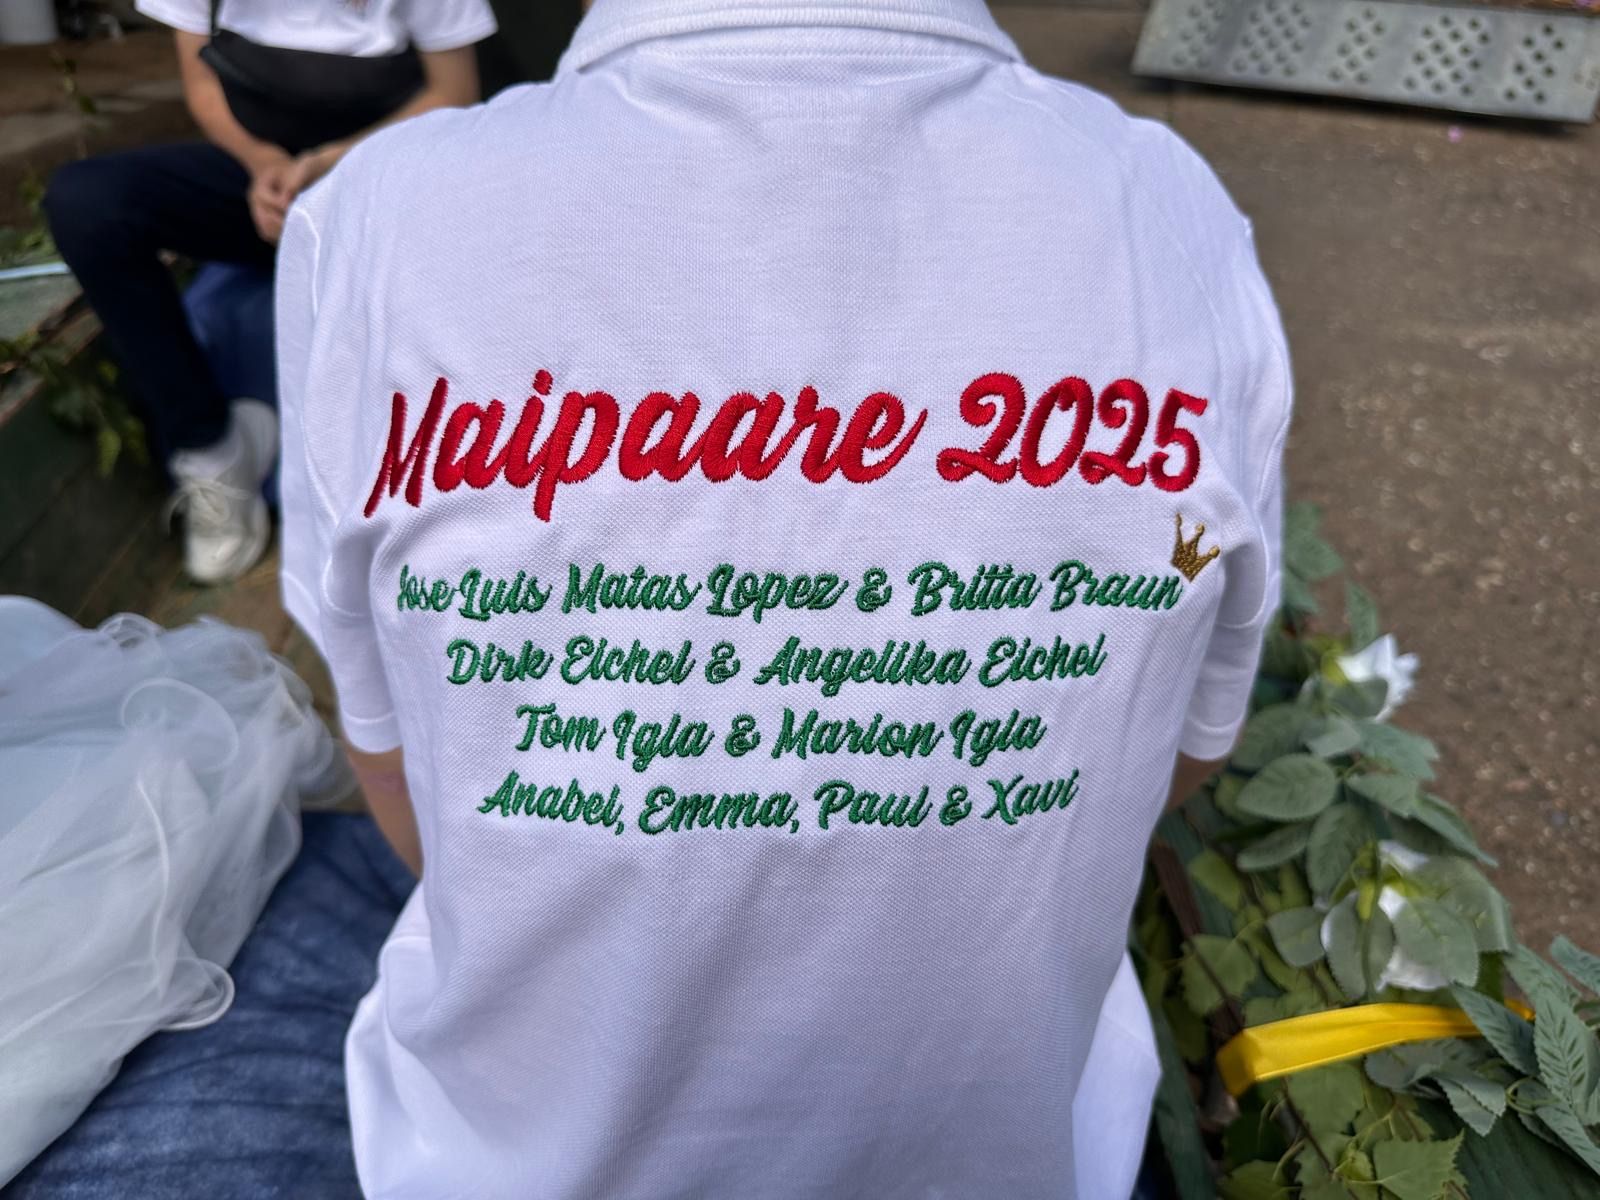 Maipaare 2025
Jose Luis Matas Lopez & Britta Braun
Dirk Eichel & Angelika Eichel
Tom Igla & Marion Igla
Anabel, Emma, Paul & Xavi